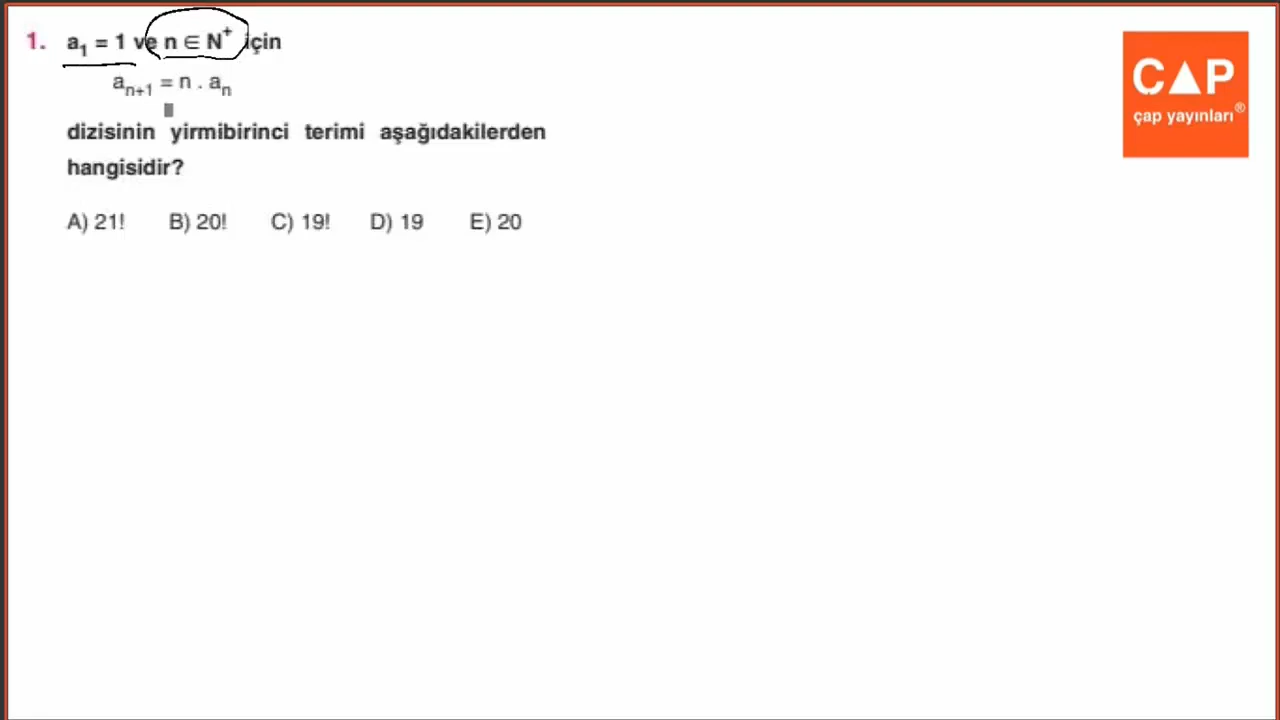 1. a₁ = 1 ve n ∈ N⁺ için
aₙ₊₁ = n . aₙ
dizisinin yirmibirinci terimi aşağıdakilerden
hangisidir?
A) 21! B) 20! C) 19! D) 19 E) 20
ÇAP
çap yayınları®